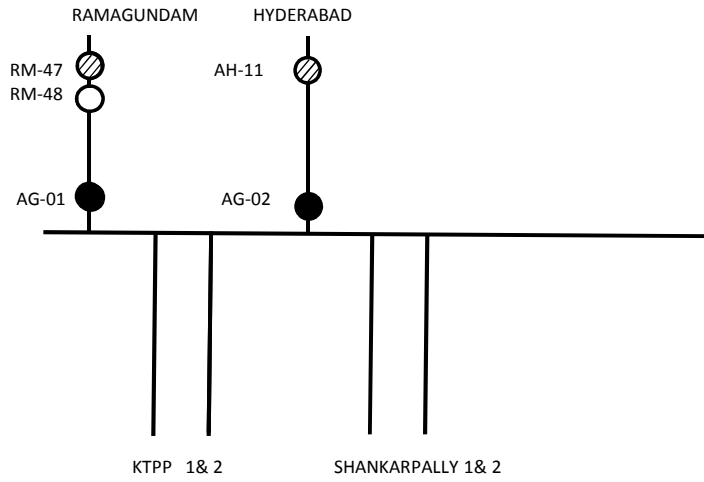 RAMAGUNDAM HYDERABAD
RM-47 AH-11
RM-48
AG-01 AG-02
KTPP 1& 2 SHANKARPALLY 1& 2